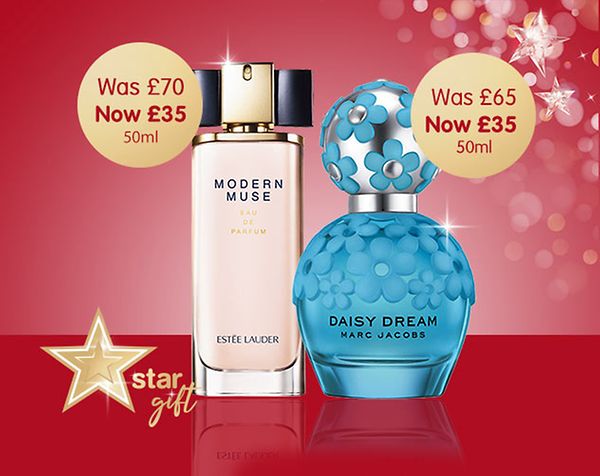 Was £70
Now £35
50ml
Was £65
Now £35
50ml
MODERN
MUSE
EAU
DE
PARFUM
ESTĒE LAUDER
DAISY DREAM
MARC JACOBS
star
gift